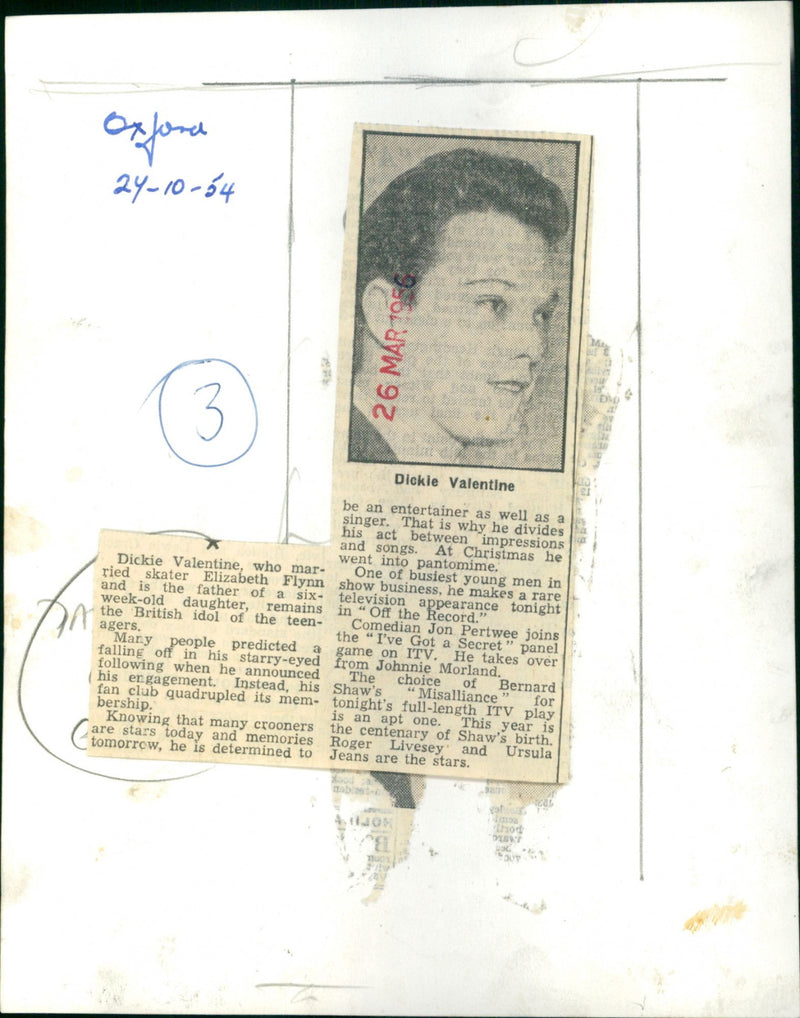 Oxford
24-10-54
3
26 MAR 1956
Dickie Valentine
Dickie Valentine, who mar-
ried skater Elizabeth Flynn
and is the father of a six-
week-old daughter, remains
the British idol of the teen-
agers.
Many people predicted a
falling off in his starry-eyed
following when he announced
his engagement. Instead, his
fan club quadrupled its mem-
bership.
Knowing that many crooners
are stars today and memories
tomorrow, he is determined to
be an entertainer as well as a
singer. That is why he divides
his act between impressions
and songs. At Christmas he
went into pantomime.
One of busiest young men in
show business, he makes a rare
television appearance tonight
in "Off the Record."
Comedian Jon Pertwee joins
the "I've Got a Secret" panel
game on ITV. He takes over
from Johnnie Morland.
The choice of Bernard
Shaw's "Misalliance" for
tonight's full-length ITV play
is an apt one. This year is
the centenary of Shaw's birth.
Roger Livesey and Ursula
Jeans are the stars.